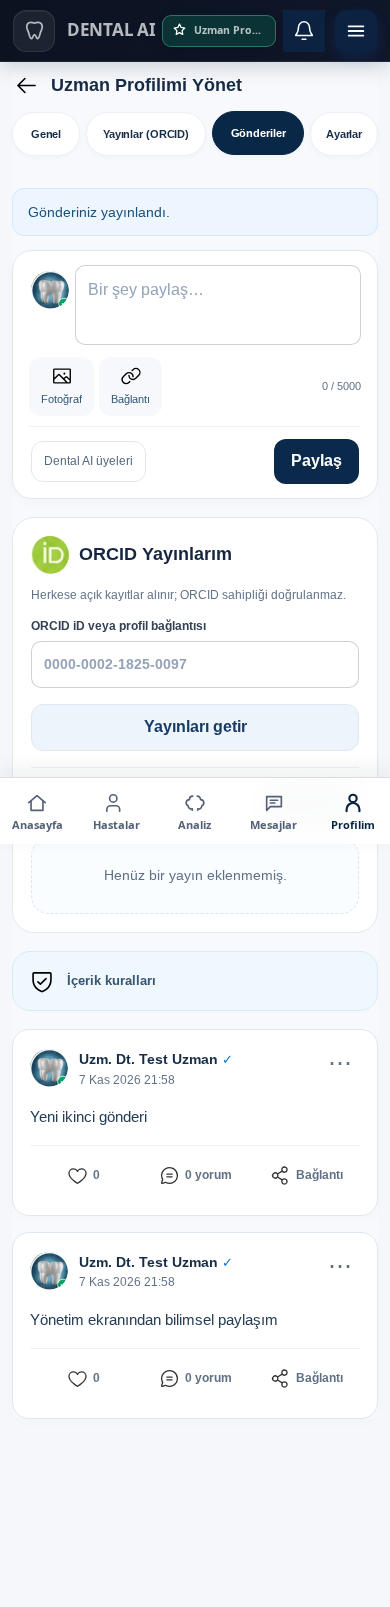 DENTAL AI
Uzman Pro...
Uzman Profilimi Yönet
Genel
Yayınlar (ORCID)
Gönderiler
Ayarlar
Gönderiniz yayınlandı.
Bir şey paylaş…
Fotoğraf
Bağlantı
0 / 5000
Dental AI üyeleri
Paylaş
iD
ORCID Yayınlarım
Herkese açık kayıtlar alınır; ORCID sahipliği doğrulanmaz.
ORCID iD veya profil bağlantısı
0000-0002-1825-0097
Yayınları getir
Anasayfa
Hastalar
Analiz
Mesajlar
Profilim
Henüz bir yayın eklenmemiş.
İçerik kuralları
Uzm. Dt. Test Uzman ✓
7 Kas 2026 21:58
Yeni ikinci gönderi
0
0 yorum
Bağlantı
Uzm. Dt. Test Uzman ✓
7 Kas 2026 21:58
Yönetim ekranından bilimsel paylaşım
0
0 yorum
Bağlantı